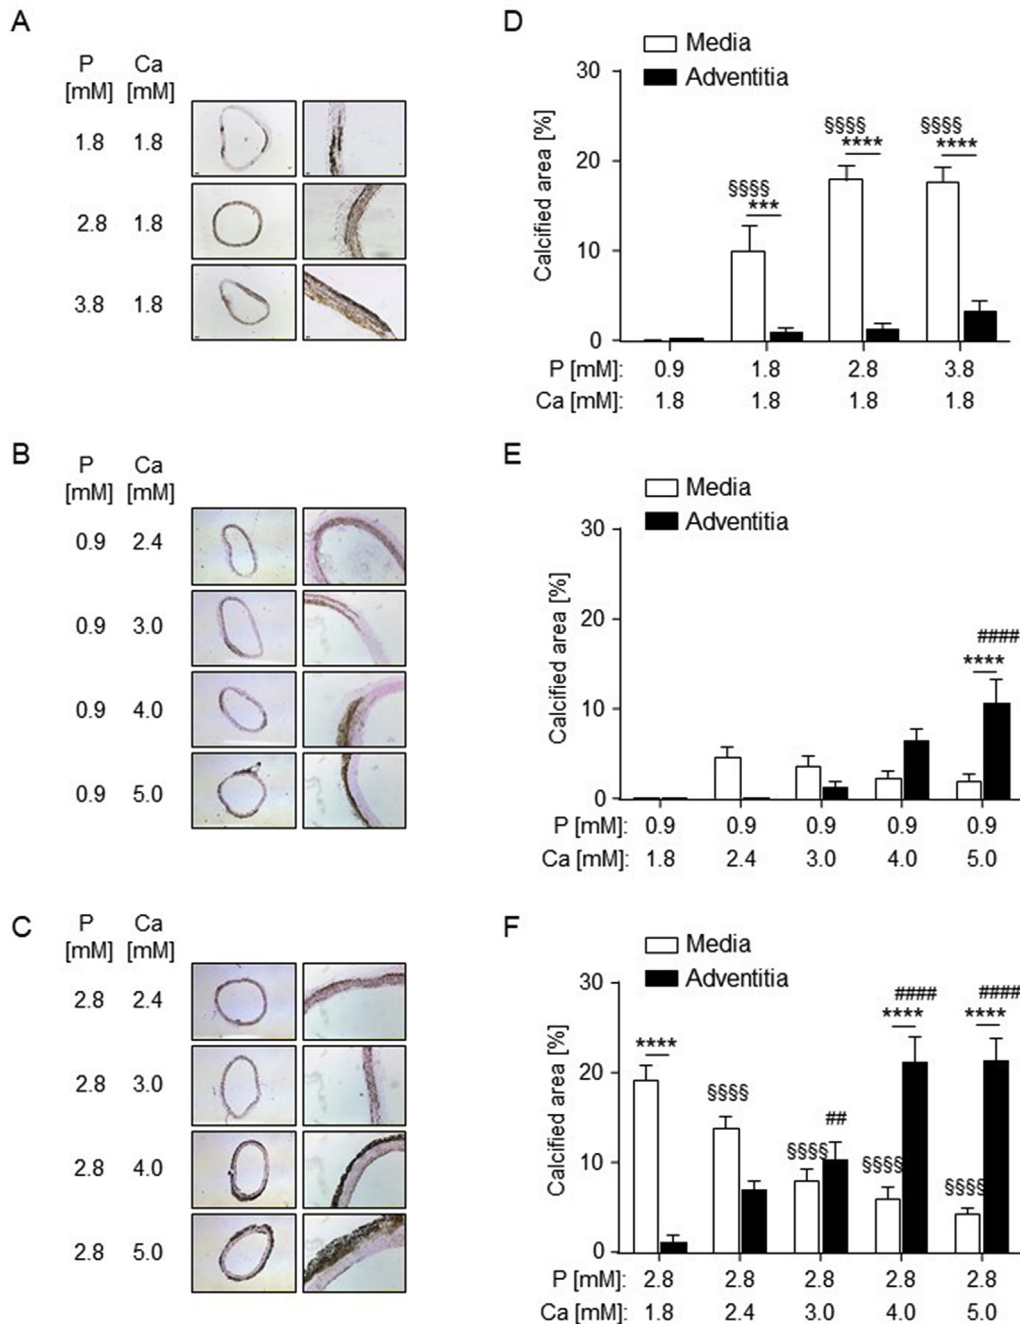 A
P Ca
[mM] [mM]
1.8 1.8
2.8 1.8
3.8 1.8
D
Media
Adventitia
Calcified area [%]
30
20
10
0
§§§§
***
§§§§
****
§§§§
****
P [mM]: 0.9 1.8 2.8 3.8
Ca [mM]: 1.8 1.8 1.8 1.8
B
P Ca
[mM] [mM]
0.9 2.4
0.9 3.0
0.9 4.0
0.9 5.0
E
Media
Adventitia
Calcified area [%]
30
20
10
0
####
****
P [mM]: 0.9 0.9 0.9 0.9 0.9
Ca [mM]: 1.8 2.4 3.0 4.0 5.0
C
P Ca
[mM] [mM]
2.8 2.4
2.8 3.0
2.8 4.0
2.8 5.0
F
Media
Adventitia
Calcified area [%]
30
20
10
0
****
§§§§
§§§§
##
§§§§
####
****
§§§§
####
****
P [mM]: 2.8 2.8 2.8 2.8 2.8
Ca [mM]: 1.8 2.4 3.0 4.0 5.0